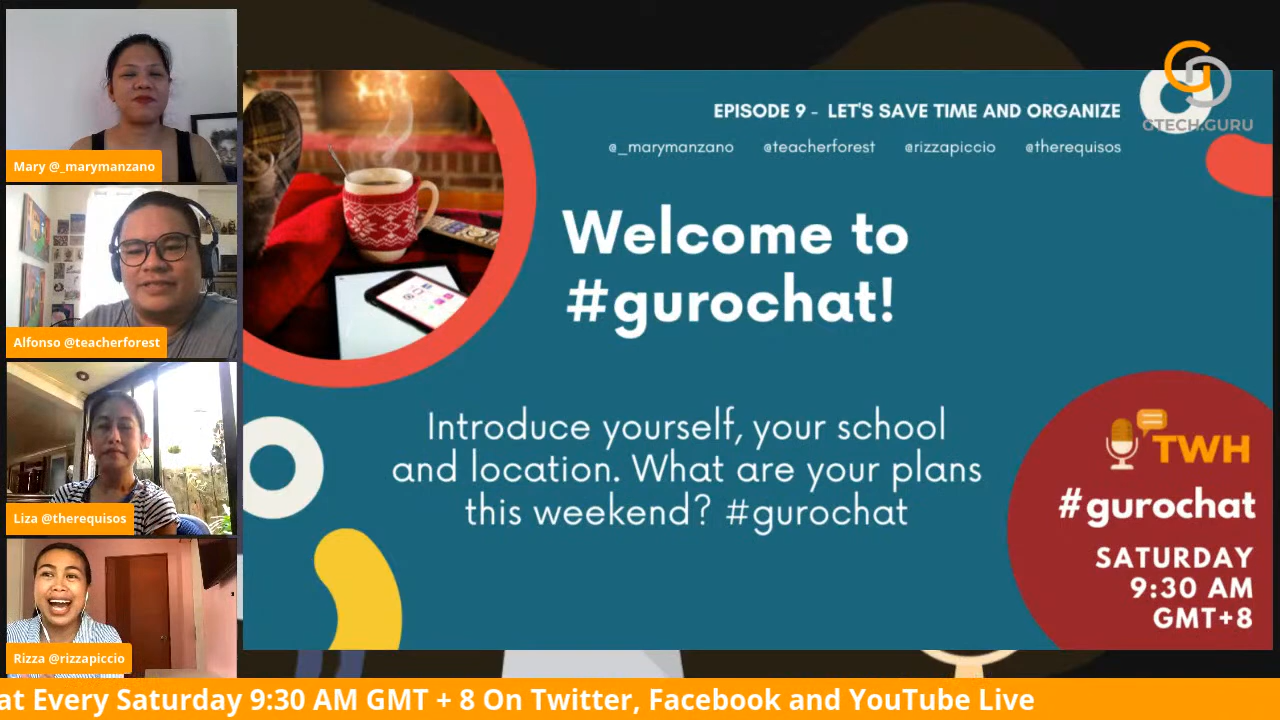 Mary @_marymanzano
Alfonso @teacherforest
Liza @therequisos
Rizza @rizzapiccio
GTECH.GURU
EPISODE 9 - LET'S SAVE TIME AND ORGANIZE
@_marymanzano @teacherforest @rizzapiccio @therequisos
Welcome to
#gurochat!
Introduce yourself, your school
and location. What are your plans
this weekend? #gurochat
TWH
#gurochat
SATURDAY
9:30 AM
GMT+8
at Every Saturday 9:30 AM GMT + 8 On Twitter, Facebook and YouTube Live